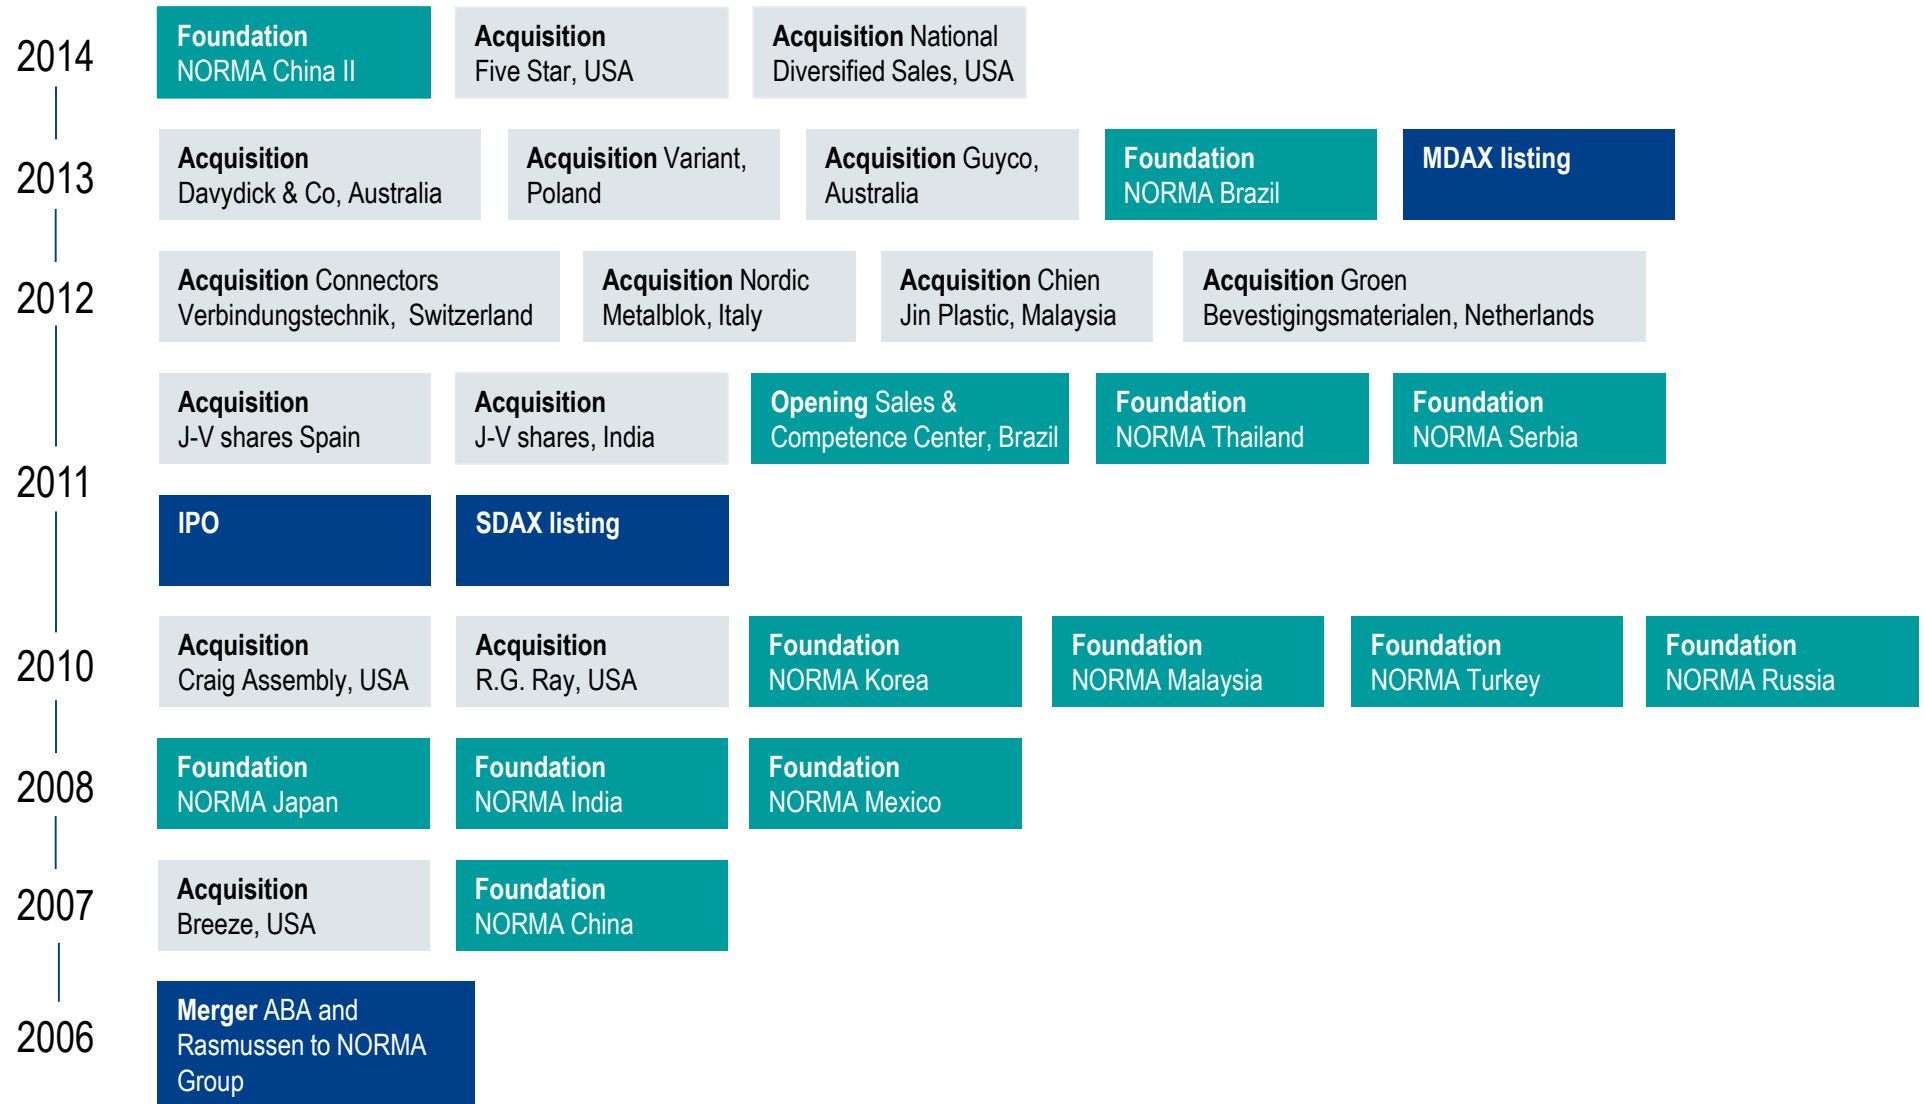 2014
Foundation
NORMA China II
Acquisition
Five Star, USA
Acquisition National
Diversified Sales, USA
2013
Acquisition
Davydick & Co, Australia
Acquisition Variant,
Poland
Acquisition Guyco,
Australia
Foundation
NORMA Brazil
MDAX listing
2012
Acquisition Connectors
Verbindungstechnik, Switzerland
Acquisition Nordic
Metalblok, Italy
Acquisition Chien
Jin Plastic, Malaysia
Acquisition Groen
Bevestigingsmaterialen, Netherlands
2011
Acquisition
J-V shares Spain
Acquisition
J-V shares, India
Opening Sales &
Competence Center, Brazil
Foundation
NORMA Thailand
Foundation
NORMA Serbia
IPO
SDAX listing
2010
Acquisition
Craig Assembly, USA
Acquisition
R.G. Ray, USA
Foundation
NORMA Korea
Foundation
NORMA Malaysia
Foundation
NORMA Turkey
Foundation
NORMA Russia
2008
Foundation
NORMA Japan
Foundation
NORMA India
Foundation
NORMA Mexico
2007
Acquisition
Breeze, USA
Foundation
NORMA China
2006
Merger ABA and
Rasmussen to NORMA
Group